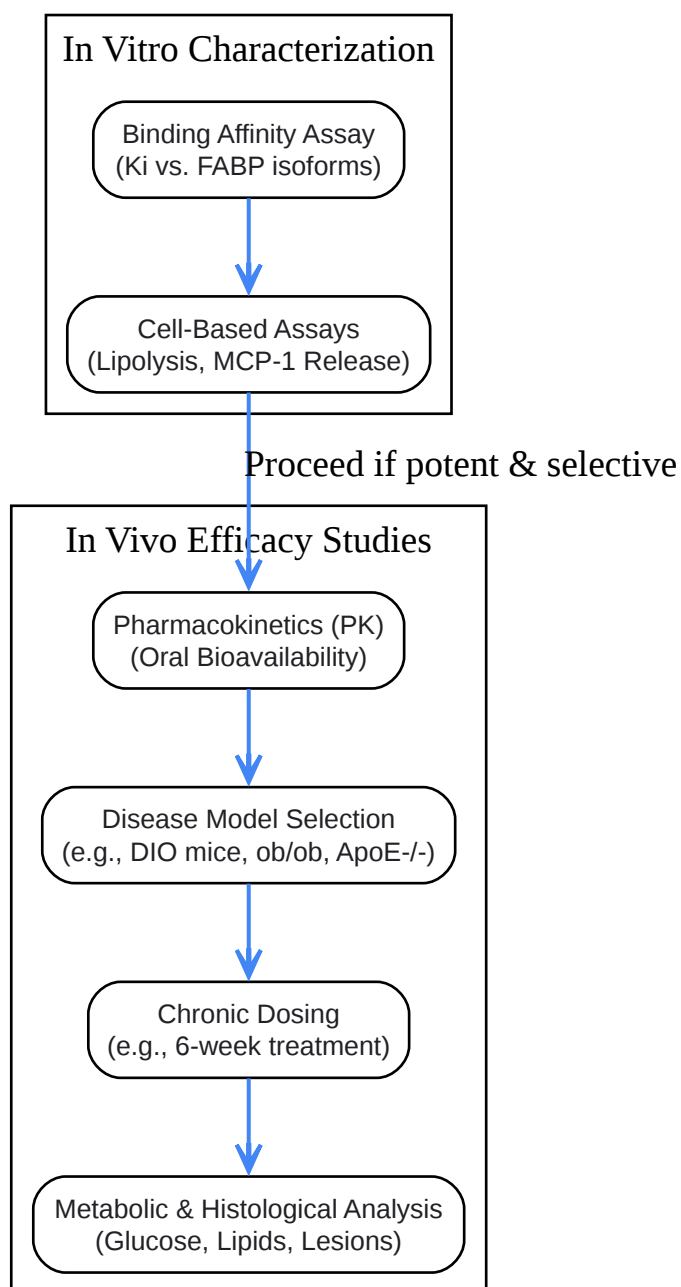 In Vitro Characterization
Binding Affinity Assay
(Ki vs. FABP isoforms)
Cell-Based Assays
(Lipolysis, MCP-1 Release)
Proceed if potent & selective
In Vivo Efficacy Studies
Pharmacokinetics (PK)
(Oral Bioavailability)
Disease Model Selection
(e.g., DIO mice, ob/ob, ApoE-/-)
Chronic Dosing
(e.g., 6-week treatment)
Metabolic & Histological Analysis
(Glucose, Lipids, Lesions)